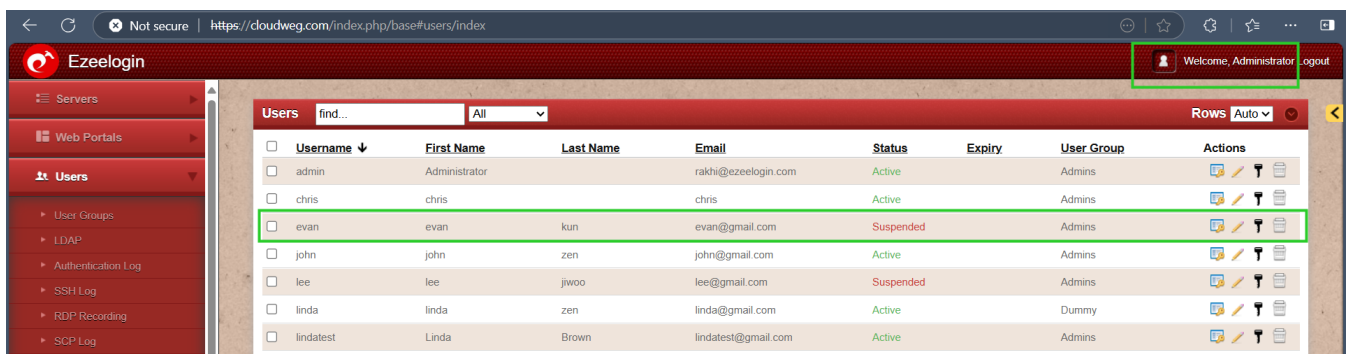 Not secure https://cloudweg.com/index.php/base#users/index
Ezeelogin
Welcome, Administrator Logout
Servers
Web Portals
Users
User Groups
LDAP
Authentication Log
SSH Log
RDP Recording
SCP Log
Users find... All Rows Auto
Username First Name Last Name Email Status Expiry User Group Actions
admin Administrator rakhi@ezeelogin.com Active Admins
chris chris chris Active Admins
evan evan kun evan@gmail.com Suspended Admins
john john zen john@gmail.com Active Admins
lee lee jiwoo lee@gmail.com Suspended Admins
linda linda zen linda@gmail.com Active Dummy
lindatest Linda Brown lindatest@gmail.com Active Admins